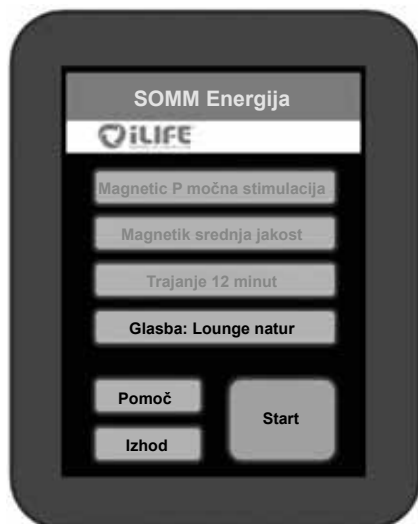 SOMM Energija
iLIFE
Magnetic P močna stimulacija
Magnetik srednja jakost
Trajanje 12 minut
Glasba: Lounge natur
Pomoč
Start
Izhod